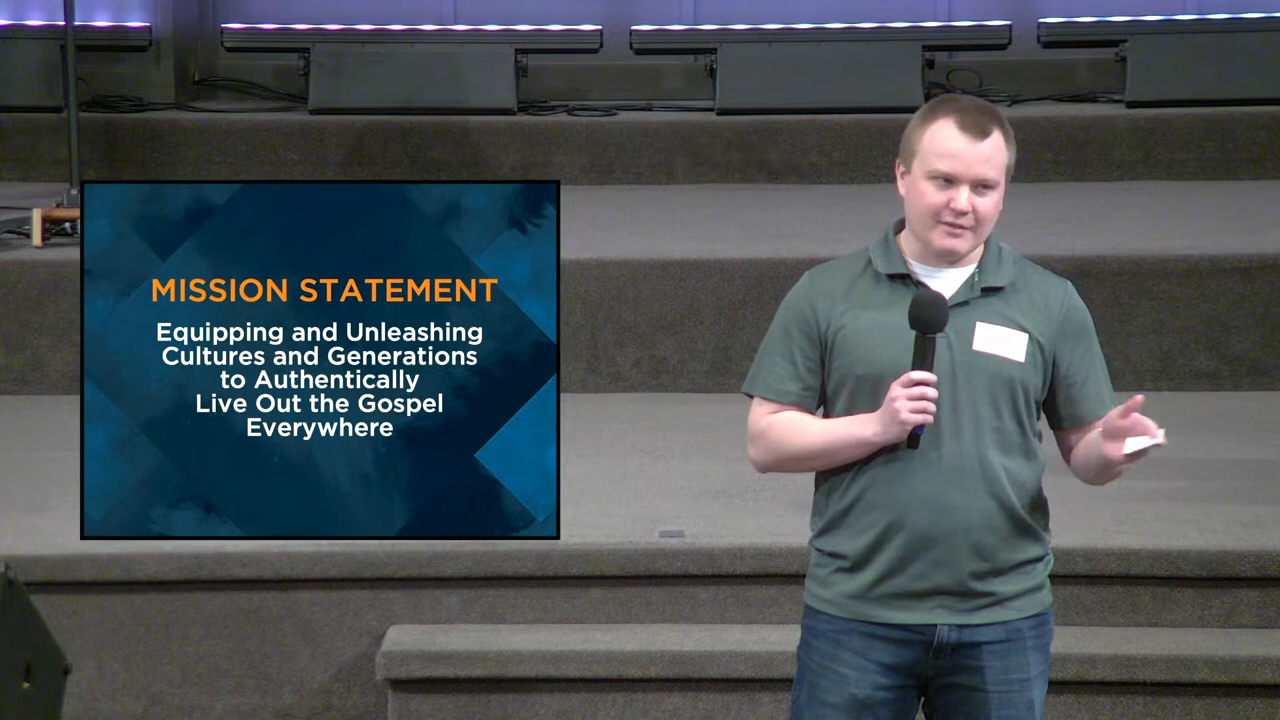 MISSION STATEMENT
Equipping and Unleashing
Cultures and Generations
to Authentically
Live Out the Gospel
Everywhere